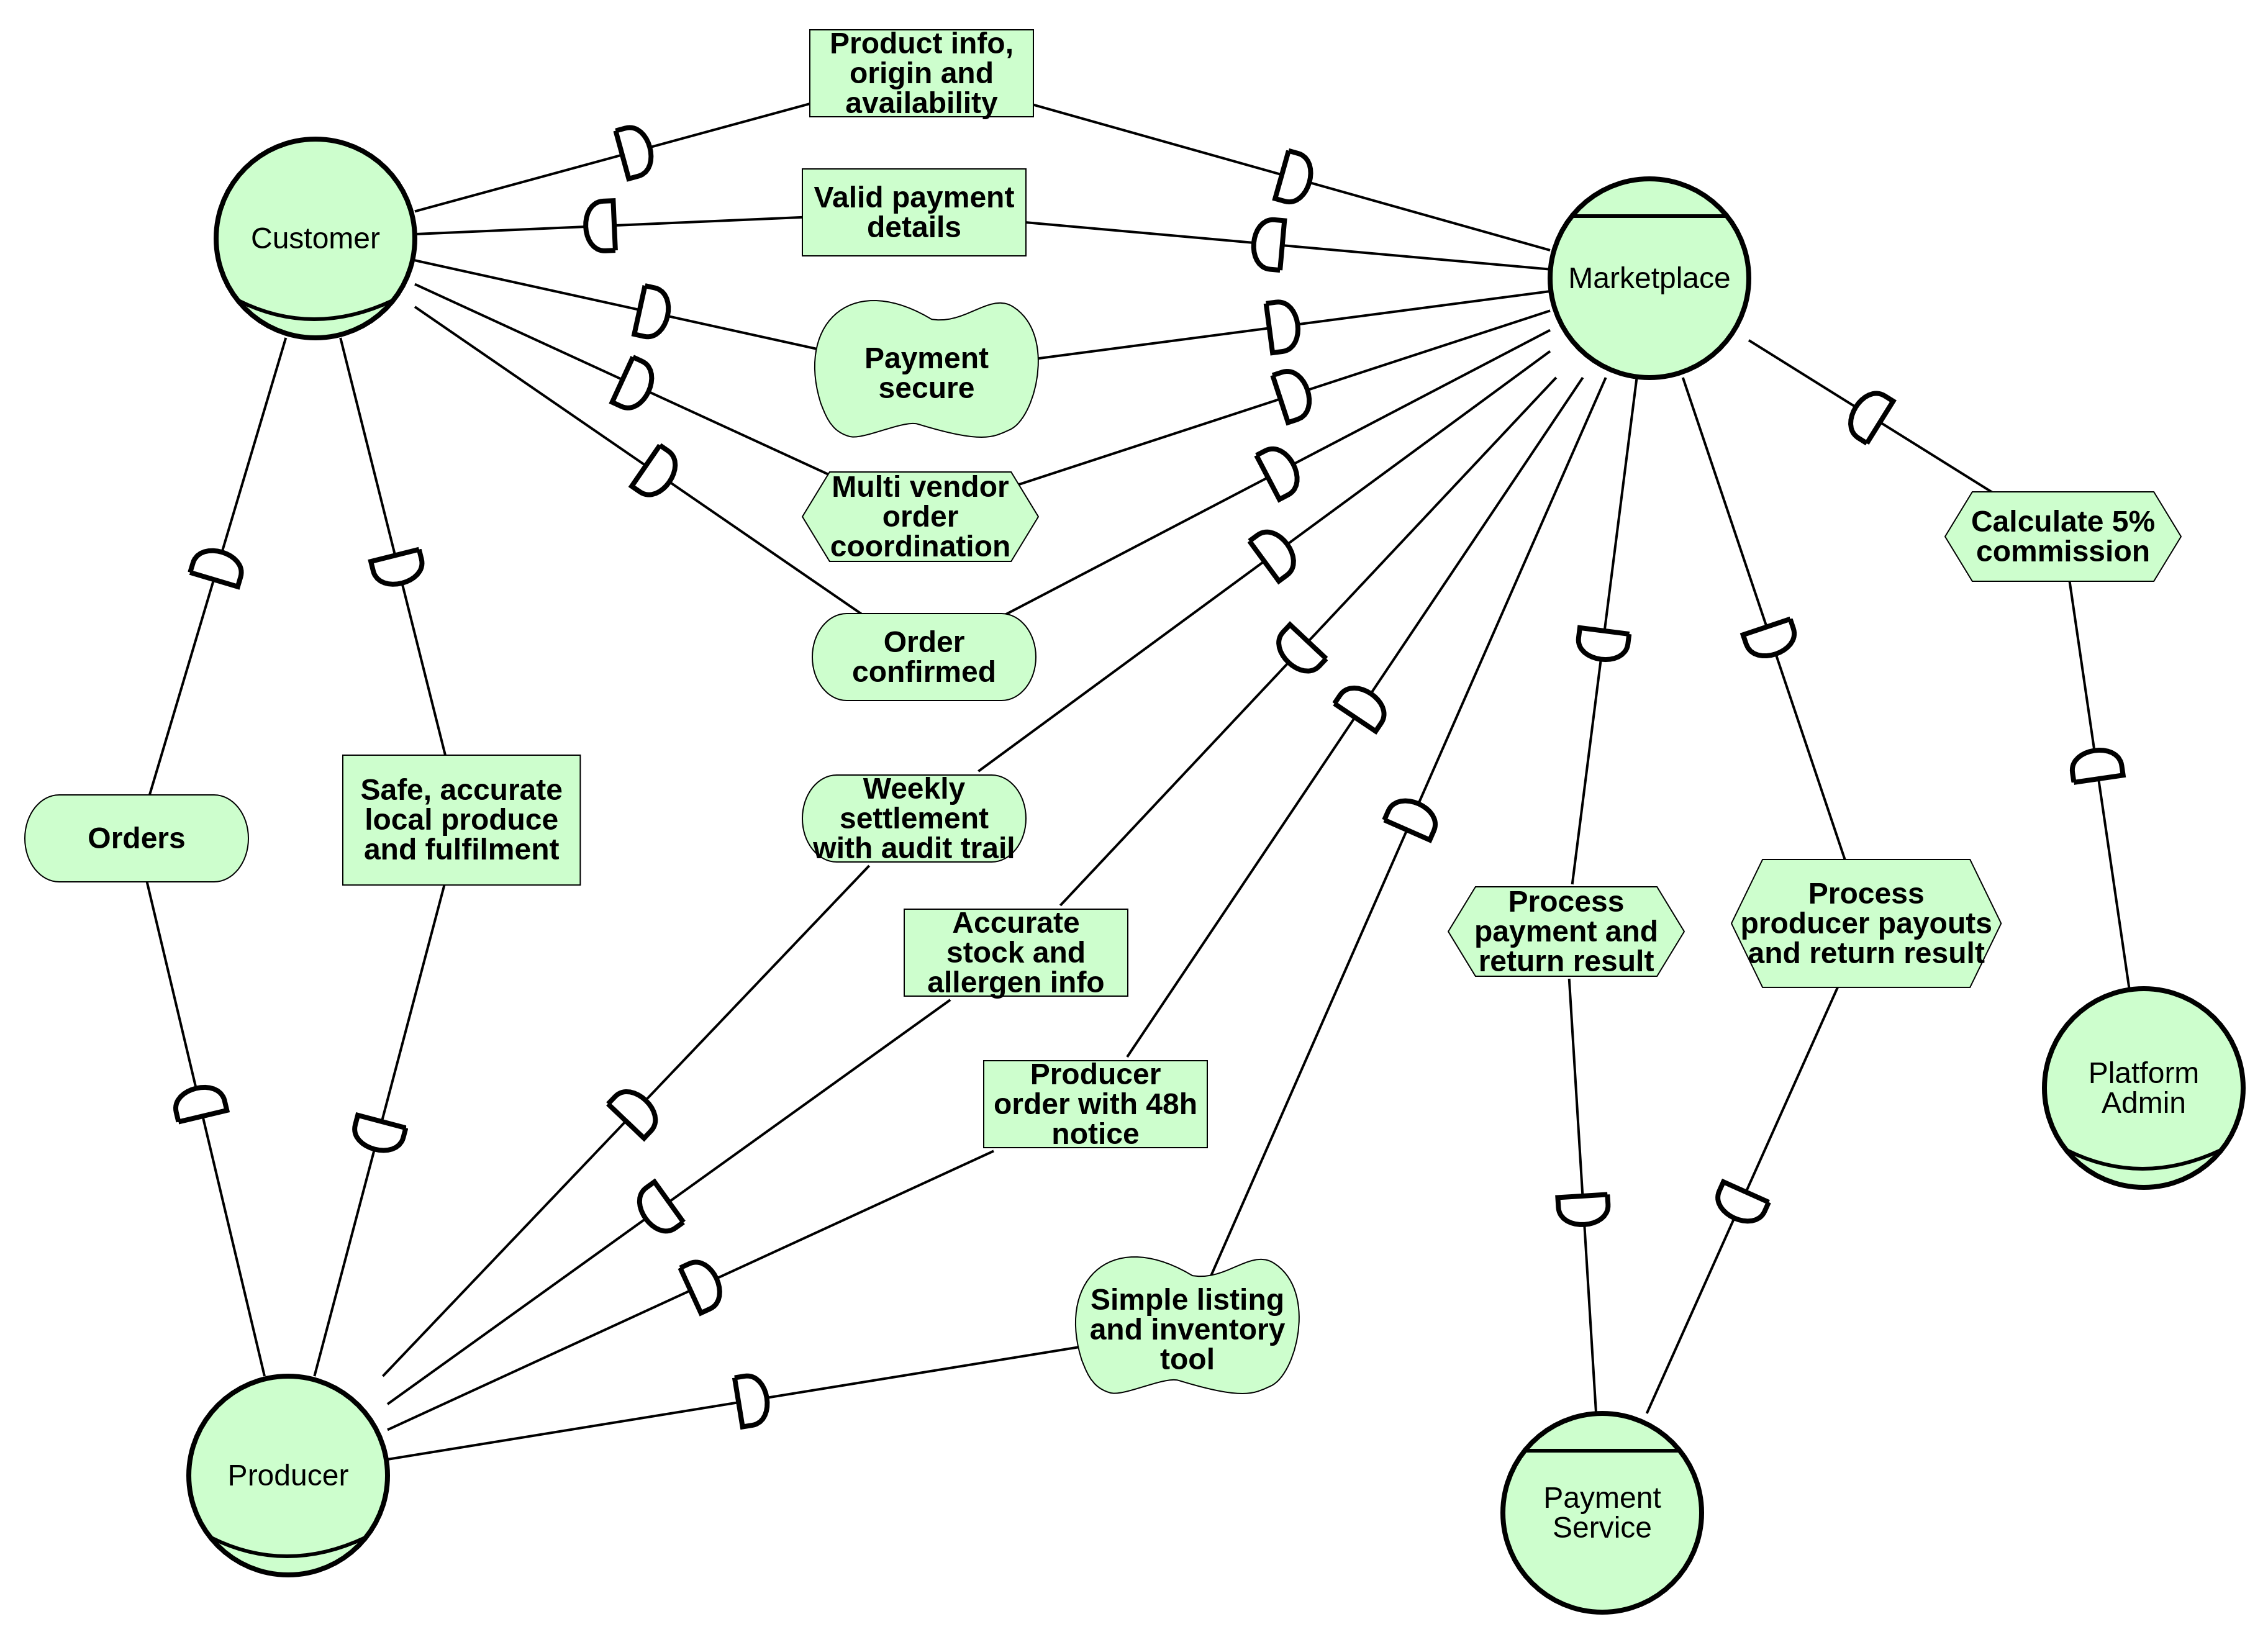 Product info,
origin and
availability
Customer
Valid payment
details
Marketplace
Payment
secure
Multi vendor
order
coordination
Calculate 5%
commission
Order
confirmed
Orders
Safe, accurate
local produce
and fulfilment
Weekly
settlement
with audit trail
Accurate
stock and
allergen info
Process
payment and
return result
Process
producer payouts
and return result
Producer
order with 48h
notice
Platform
Admin
Simple listing
and inventory
tool
Producer
Payment
Service